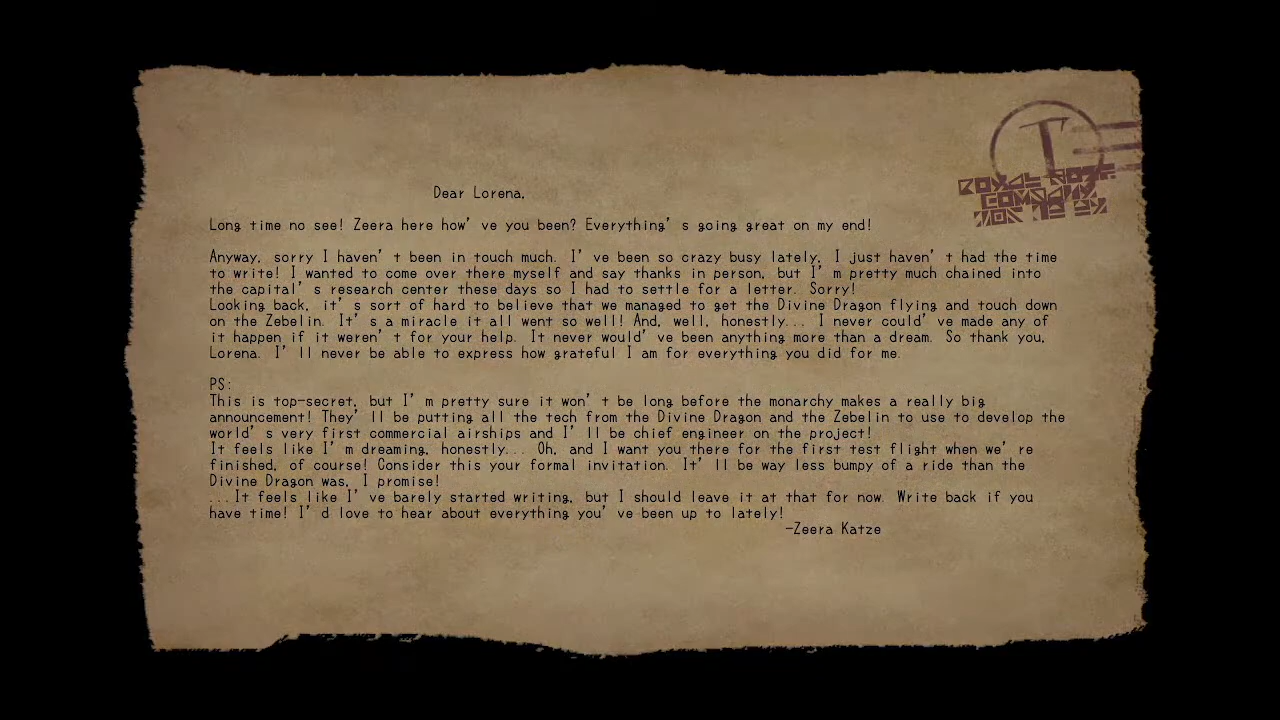 Dear Lorena,
Long time no see! Zeera here how've you been? Everything's going great on my end!
Anyway, sorry I haven't been in touch much. I've been so crazy busy lately, I just haven't had the time
to write! I wanted to come over there myself and say thanks in person, but I'm pretty much chained into
the capital's research center these days so I had to settle for a letter. Sorry!
Looking back, it's sort of hard to believe that we managed to get the Divine Dragon flying and touch down
on the Zebelin. It's a miracle it all went so well! And, well, honestly... I never could've made any of
it happen if it weren't for your help. It never would've been anything more than a dream. So thank you,
Lorena. I'll never be able to express how grateful I am for everything you did for me.
PS:
This is top-secret, but I'm pretty sure it won't be long before the monarchy makes a really big
announcement! They'll be putting all the tech from the Divine Dragon and the Zebelin to use to develop the
world's very first commercial airships and I'll be chief engineer on the project!
It feels like I'm dreaming, honestly... Oh, and I want you there for the first test flight when we're
finished, of course! Consider this your formal invitation. It'll be way less bumpy of a ride than the
Divine Dragon was, I promise!
...It feels like I've barely started writing, but I should leave it at that for now. Write back if you
have time! I'd love to hear about everything you've been up to lately!
-Zeera Katze